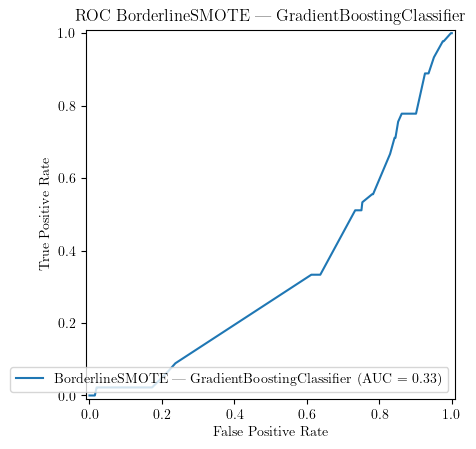 ROC BorderlineSMOTE — GradientBoostingClassifier
1.0
0.8
0.6
0.4
0.2
0.0
True Positive Rate
BorderlineSMOTE — GradientBoostingClassifier (AUC = 0.33)
0.0 0.2 0.4 0.6 0.8 1.0
False Positive Rate